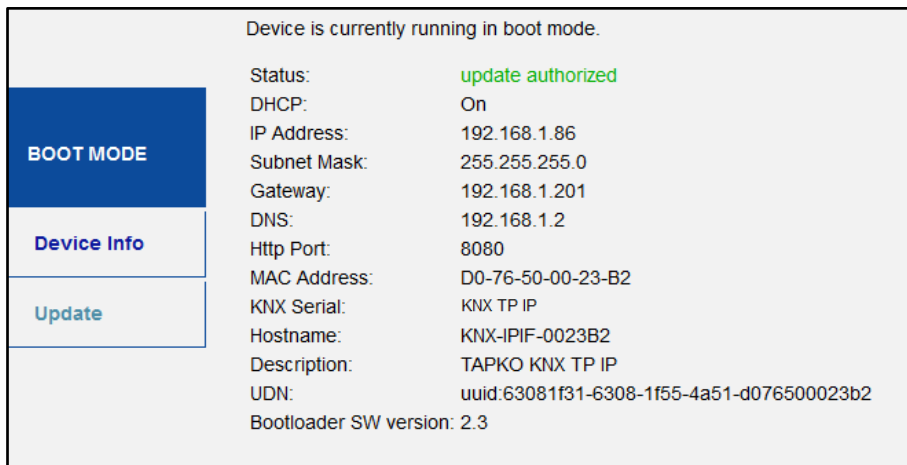 Device is currently running in boot mode.
BOOT MODE
Device Info
Update
Status: update authorized
DHCP: On
IP Address: 192.168.1.86
Subnet Mask: 255.255.255.0
Gateway: 192.168.1.201
DNS: 192.168.1.2
Http Port: 8080
MAC Address: D0-76-50-00-23-B2
KNX Serial: KNX TP IP
Hostname: KNX-IPIF-0023B2
Description: TAPKO KNX TP IP
UDN: uuid:63081f31-6308-1f55-4a51-d076500023b2
Bootloader SW version: 2.3